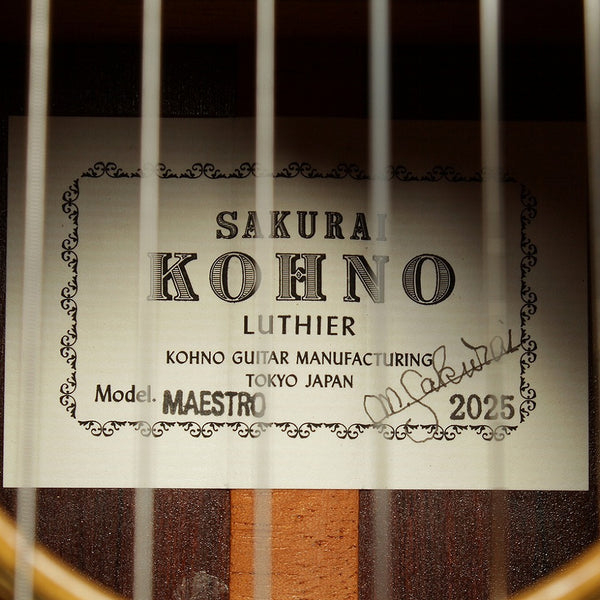 SAKURAI
KOHNO
LUTHIER
KOHNO GUITAR MANUFACTURING
TOKYO JAPAN
Model. MAESTRO
M. Sakurai
2025